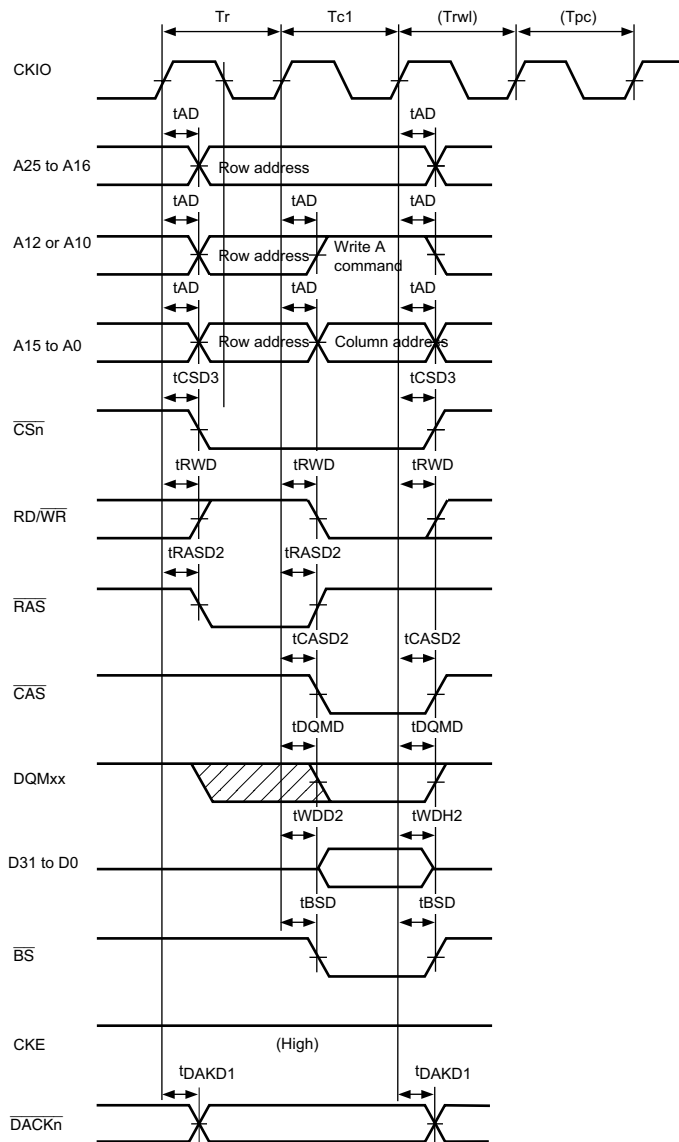 Tr Tc1 (Trwl) (Tpc)
CKIO
tAD tAD
A25 to A16 Row address
tAD tAD tAD
A12 or A10 Row address Write A command
tAD tAD tAD
A15 to A0 Row address Column address
tCSD3 tCSD3
CSn
tRWD tRWD tRWD
RD/WR
tRASD2 tRASD2
RAS
tCASD2 tCASD2
CAS
tDQMD tDQMD
DQMxx
tWDD2 tWDH2
D31 to D0
tBSD tBSD
BS
CKE (High)
tDAKD1 tDAKD1
DACKn